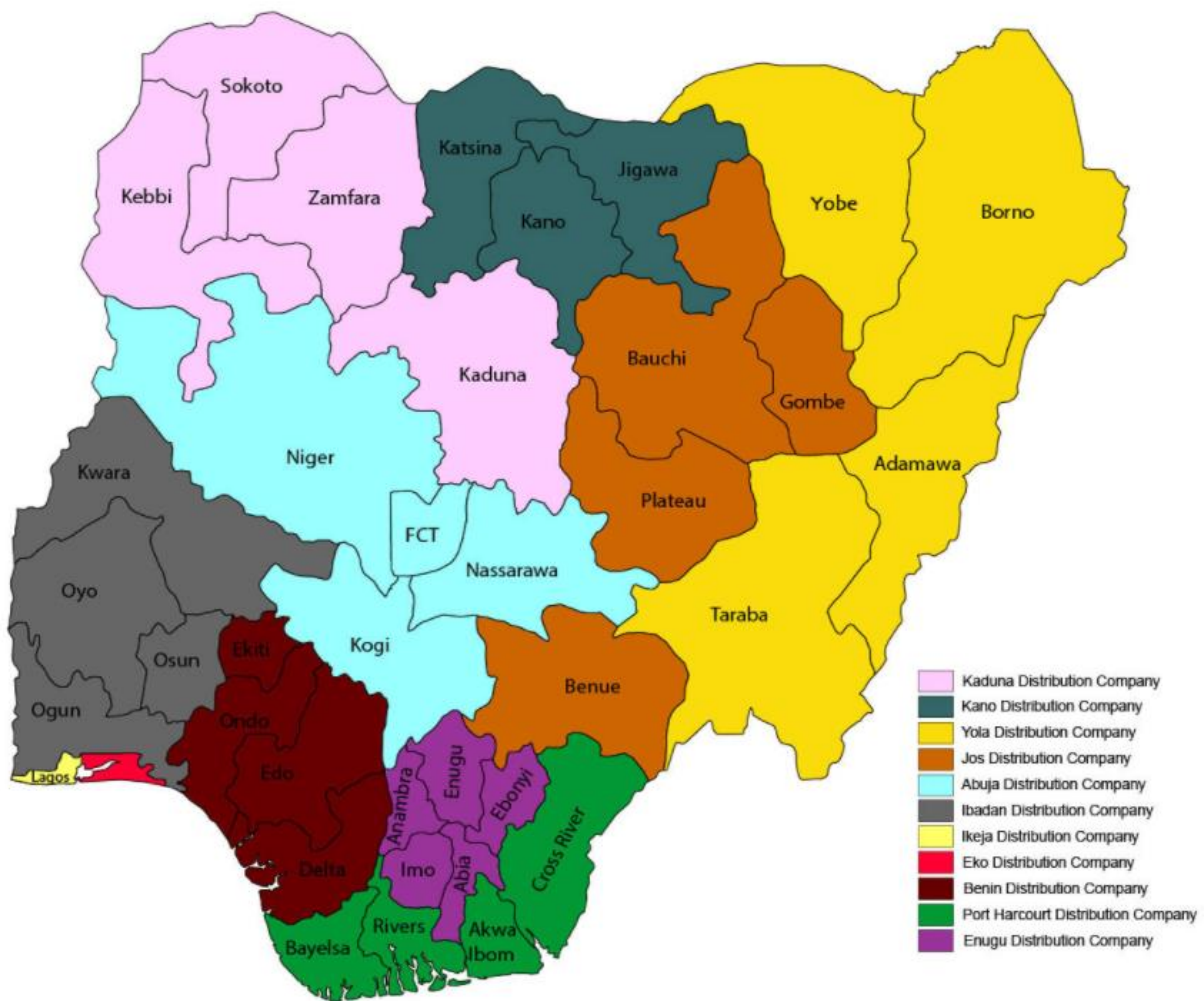 Sokoto
Kebbi
Zamfara
Katsina
Jigawa
Kano
Yobe
Borno
Kaduna
Bauchi
Gombe
Niger
Adamawa
Kwara
Plateau
FCT
Nassarawa
Oyo
Taraba
Kogi
Ekiti
Osun
Benue
Ogun
Ondo
Edo
Lagos
Enugu
Anambra
Ebonyi
Cross River
Delta
Imo
Abia
Rivers
Bayelsa
Akwa
Ibom
Kaduna Distribution Company
Kano Distribution Company
Yola Distribution Company
Jos Distribution Company
Abuja Distribution Company
Ibadan Distribution Company
Ikeja Distribution Company
Eko Distribution Company
Benin Distribution Company
Port Harcourt Distribution Company
Enugu Distribution Company